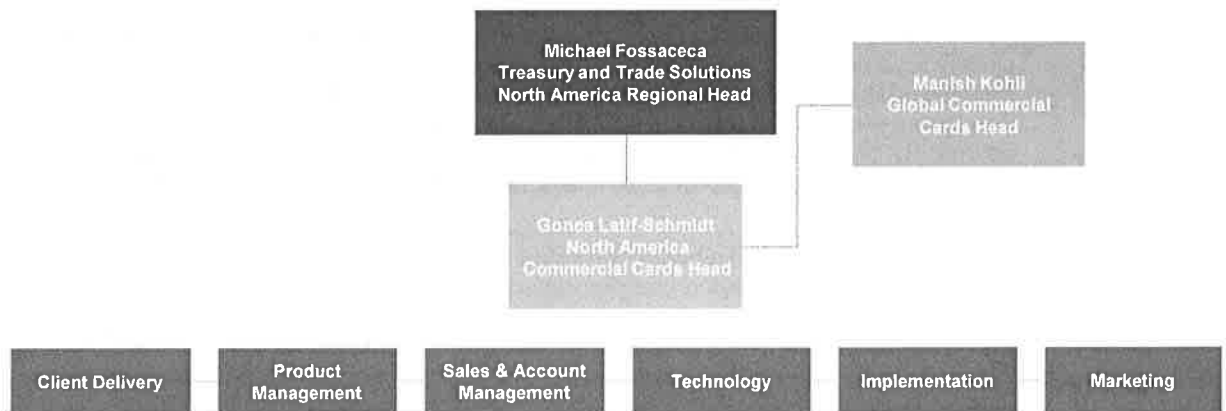 Michael Fossaceca
Treasury and Trade Solutions
North America Regional Head
Manish Kohli
Global Commercial
Cards Head
Gonca Latif-Schmidt
North America
Commercial Cards Head
Client Delivery
Product
Management
Sales & Account
Management
Technology
Implementation
Marketing